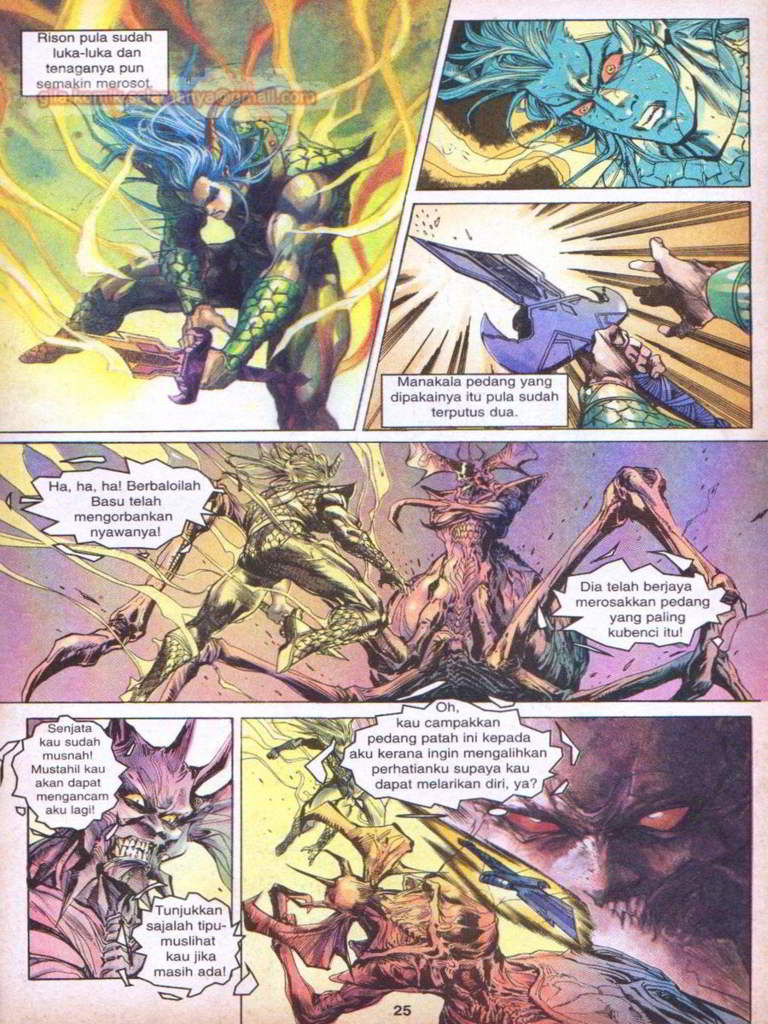 Rison pula sudah
luka-luka dan
tenaganya pun
semakin merosot.
Manakala pedang yang
dipakainya itu pula sudah
terputus dua.
Ha, ha, ha! Berbaloilah
Basu telah
mengorbankan
nyawanya!
Dia telah berjaya
merosakkan pedang
yang paling
kubenci itu!
Senjata
kau sudah
musnah!
Mustahil kau
akan dapat
mengancam
aku lagi!
Tunjukkan
sajalah tipu-
muslihat
kau jika
masih ada!
Oh,
kau campakkan
pedang patah ini kepada
aku kerana ingin mengalihkan
perhatianku supaya kau
dapat melarikan diri, ya?
25